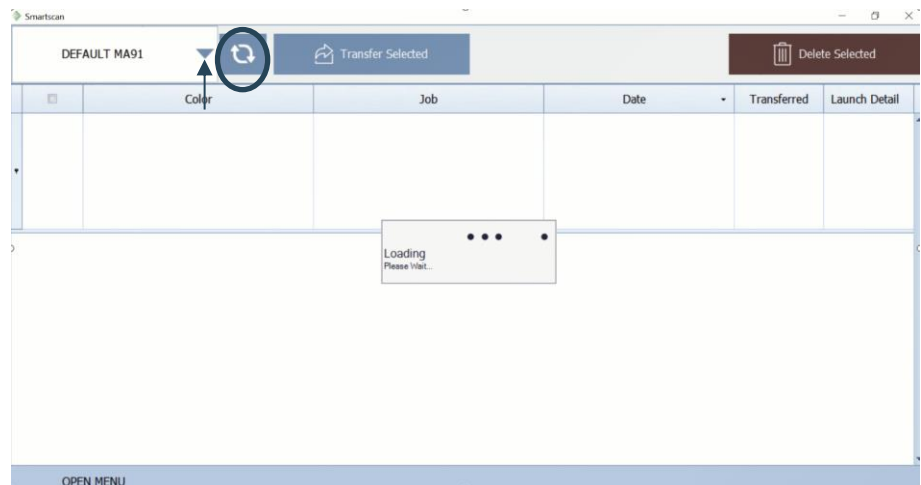 Smartscan
DEFAULT MA91
Transfer Selected
Delete Selected
Color Job Date Transferred Launch Detail
Loading
Please Wait...
OPEN MENU